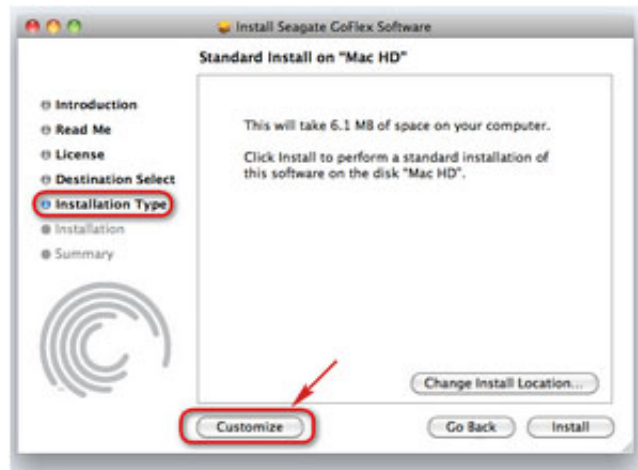 Install Seagate GoFlex Software
Standard Install on "Mac HD"
Introduction
Read Me
License
Destination Select
Installation Type
Installation
Summary
This will take 6.1 MB of space on your computer.
Click Install to perform a standard installation of
this software on the disk "Mac HD".
Change Install Location...
Customize
Go Back
Install